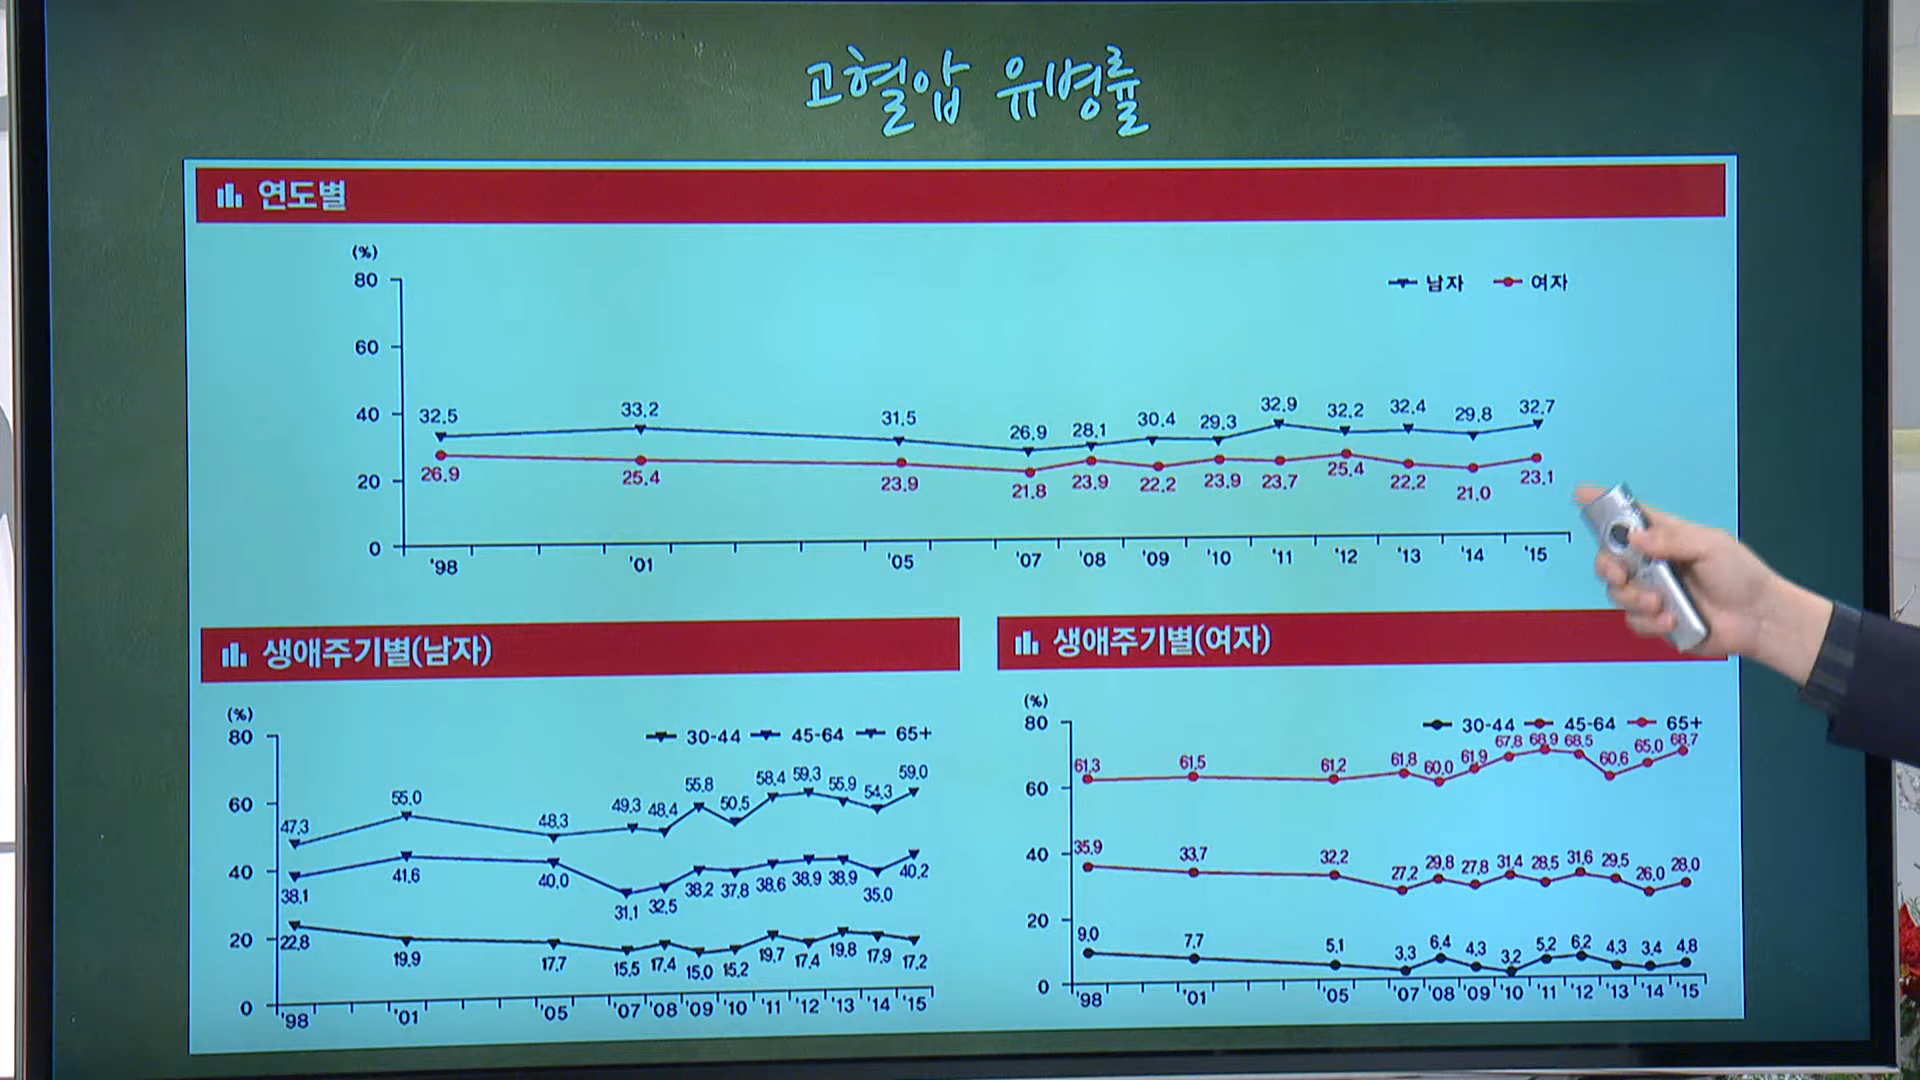 고혈압 유병률
연도별
(%)
남자 여자
80
60
40
20
0
32.5 33.2 31.5 26.9 28.1 30.4 29.3 32.9 32.2 32.4 29.8 32.7
26.9 25.4 23.9 21.8 23.9 22.2 23.9 23.7 25.4 22.2 21.0 23.1
'98 '01 '05 '07 '08 '09 '10 '11 '12 '13 '14 '15
생애주기별(남자)
(%)
30-44 45-64 65+
80
60
40
20
0
47.3 55.0 48.3 49.3 48.4 55.8 50.5 58.4 59.3 55.9 54.3 59.0
38.1 41.6 40.0 31.1 32.5 38.2 37.8 38.6 38.9 38.9 35.0 40.2
22.8 19.9 17.7 15.5 17.4 15.0 15.2 19.7 17.4 19.8 17.9 17.2
'98 '01 '05 '07 '08 '09 '10 '11 '12 '13 '14 '15
생애주기별(여자)
(%)
30-44 45-64 65+
80
60
40
20
0
61.3 61.5 61.2 61.8 60.0 61.9 67.8 68.9 68.5 60.6 65.0 68.7
35.9 33.7 32.2 27.2 29.8 27.8 31.4 28.5 31.6 29.5 26.0 28.0
9.0 7.7 5.1 3.3 6.4 4.3 3.2 5.2 6.2 4.3 3.4 4.8
'98 '01 '05 '07 '08 '09 '10 '11 '12 '13 '14 '15